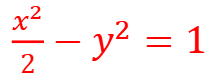 x²/2 − y² = 1